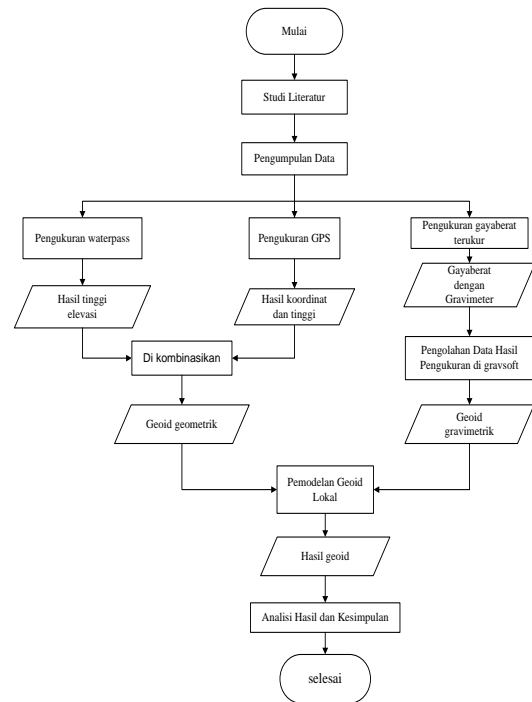 Mulai
Studi Literatur
Pengumpulan Data
Pengukuran waterpass
Pengukuran GPS
Pengukuran gayaberat
terukur
Hasil tinggi
elevasi
Hasil koordinat
dan tinggi
Gayaberat
dengan
Gravimeter
Di kombinasikan
Pengolahan Data Hasil
Pengukuran di gravsoft
Geoid geometrik
Geoid
gravimetrik
Pemodelan Geoid
Lokal
Hasil geoid
Analisi Hasil dan Kesimpulan
selesai